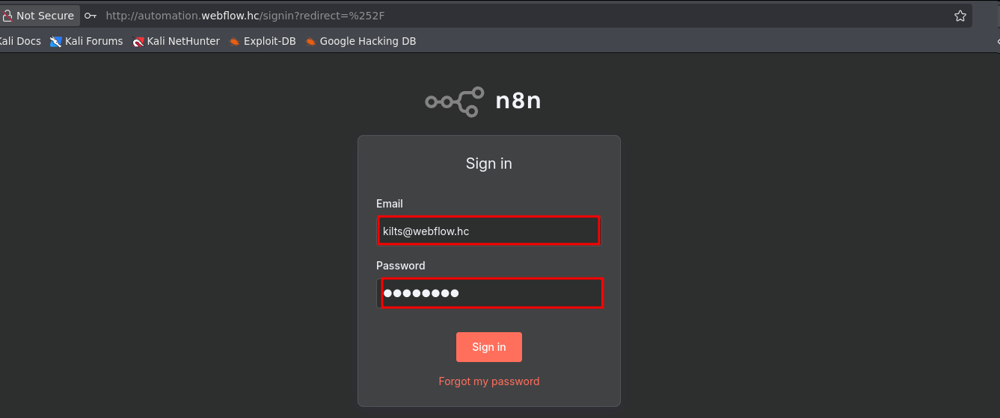 Not Secure http://automation.webflow.hc/signin?redirect=%252F
Kali Docs Kali Forums Kali NetHunter Exploit-DB Google Hacking DB
n8n
Sign in
Email
kilts@webflow.hc
Password
●●●●●●●●
Sign in
Forgot my password